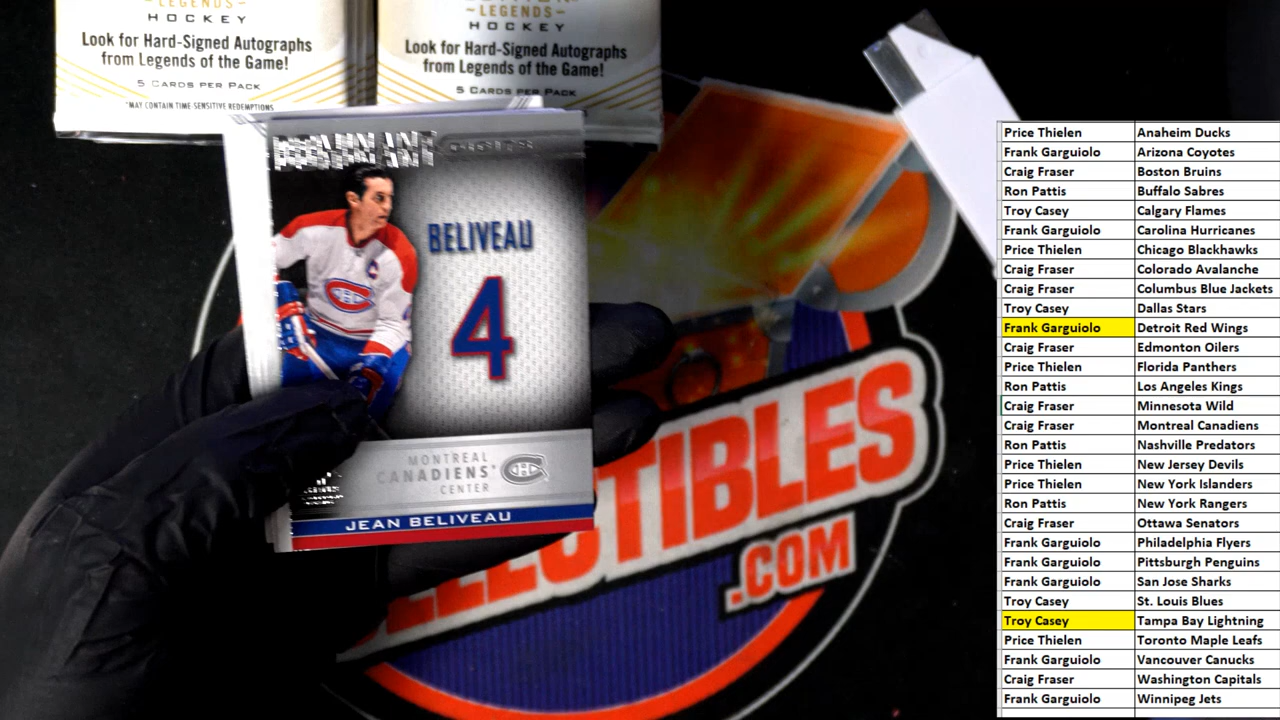 LEGENDS
HOCKEY
Look for Hard-Signed Autographs
from Legends of the Game!
5 CARDS PER PACK
*MAY CONTAIN TIME-SENSITIVE REDEMPTIONS
~LEGENDS~
HOCKEY
Look for Hard-Signed Autographs
from Legends of the Game!
5 CARDS PER PACK
BELIVEAU
4
MONTREAL
CANADIENS
CENTER
JEAN BELIVEAU
.COM
Price Thielen Anaheim Ducks
Frank Garguiolo Arizona Coyotes
Craig Fraser Boston Bruins
Ron Pattis Buffalo Sabres
Troy Casey Calgary Flames
Frank Garguiolo Carolina Hurricanes
Price Thielen Chicago Blackhawks
Craig Fraser Colorado Avalanche
Craig Fraser Columbus Blue Jackets
Troy Casey Dallas Stars
Frank Garguiolo Detroit Red Wings
Craig Fraser Edmonton Oilers
Price Thielen Florida Panthers
Ron Pattis Los Angeles Kings
Craig Fraser Minnesota Wild
Craig Fraser Montreal Canadiens
Ron Pattis Nashville Predators
Price Thielen New Jersey Devils
Price Thielen New York Islanders
Ron Pattis New York Rangers
Craig Fraser Ottawa Senators
Frank Garguiolo Philadelphia Flyers
Frank Garguiolo Pittsburgh Penguins
Frank Garguiolo San Jose Sharks
Troy Casey St. Louis Blues
Troy Casey Tampa Bay Lightning
Price Thielen Toronto Maple Leafs
Frank Garguiolo Vancouver Canucks
Craig Fraser Washington Capitals
Frank Garguiolo Winnipeg Jets